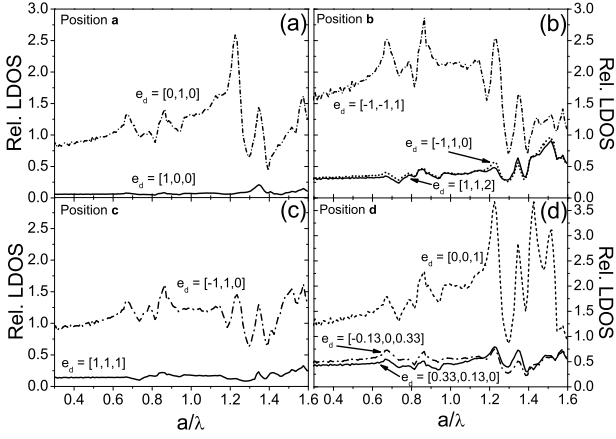 Position a
(a)
e_d = [0,1,0]
e_d = [1,0,0]
Rel. LDOS
3.0
2.5
2.0
1.5
1.0
0.5
0.0
Position b
(b)
e_d = [-1,-1,1]
e_d = [-1,1,0]
e_d = [1,1,2]
3.0
2.5
2.0
1.5
1.0
0.5
0.0
Rel. LDOS
Position c
(c)
e_d = [-1,1,0]
e_d = [1,1,1]
Rel. LDOS
3.0
2.5
2.0
1.5
1.0
0.5
0.0
0.4 0.6 0.8 1.0 1.2 1.4 1.6
a/λ
Position d
(d)
e_d = [0,0,1]
e_d = [-0.13,0,0.33]
e_d = [0.33,0.13,0]
3.5
3.0
2.5
2.0
1.5
1.0
0.5
0.0
Rel. LDOS
0.4 0.6 0.8 1.0 1.2 1.4 1.6
a/λ